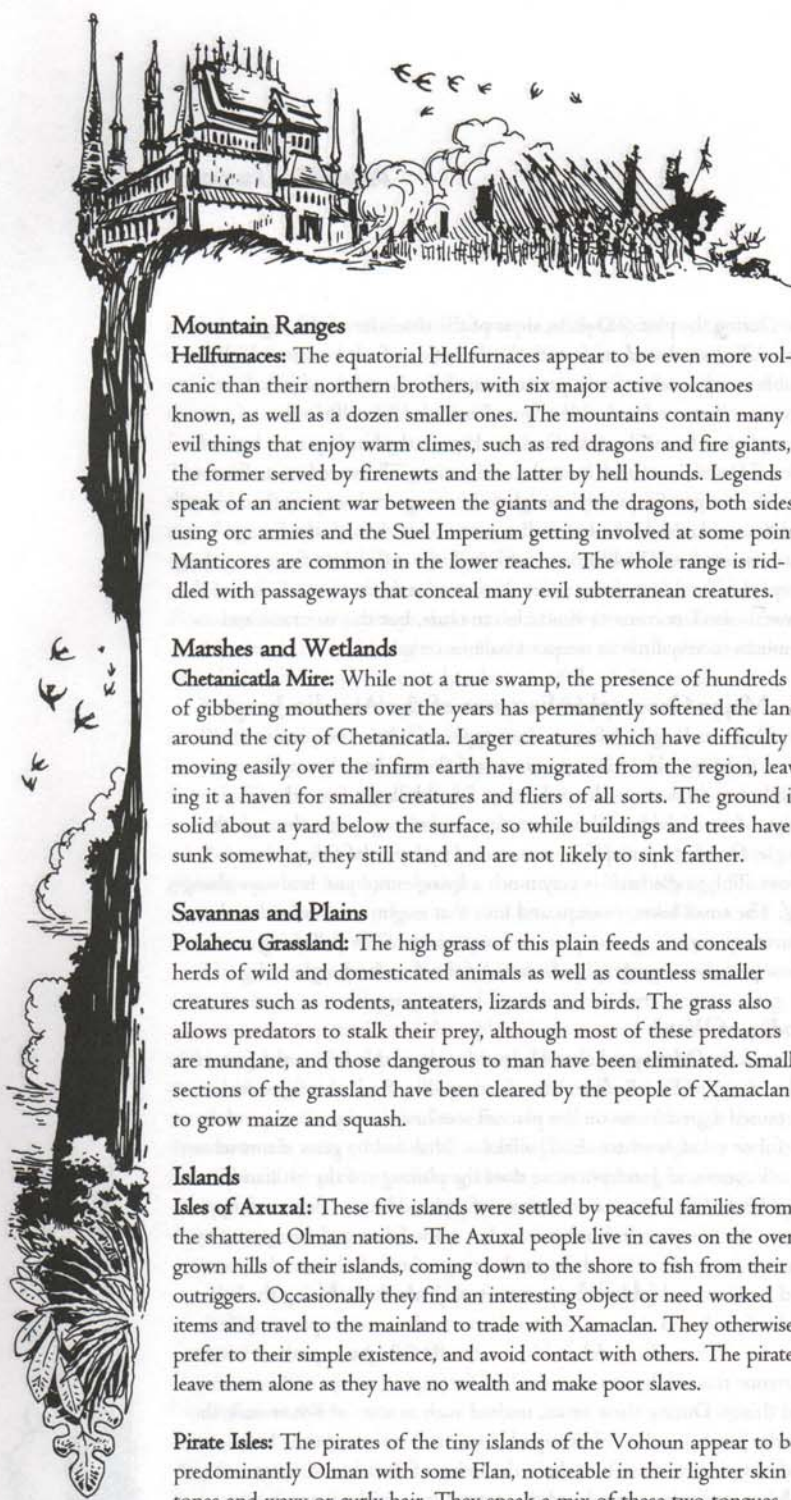 Mountain Ranges
Hellfurnaces: The equatorial Hellfurnaces appear to be even more vol-
canic than their northern brothers, with six major active volcanoes
known, as well as a dozen smaller ones. The mountains contain many
evil things that enjoy warm climes, such as red dragons and fire giants,
the former served by firenewts and the latter by hell hounds. Legends
speak of an ancient war between the giants and the dragons, both sides
using orc armies and the Suel Imperium getting involved at some poin
Manticores are common in the lower reaches. The whole range is rid-
dled with passageways that conceal many evil subterranean creatures.
Marshes and Wetlands
Chetanicatla Mire: While not a true swamp, the presence of hundreds
of gibbering mouthers over the years has permanently softened the lan
around the city of Chetanicatla. Larger creatures which have difficulty
moving easily over the infirm earth have migrated from the region, leav
ing it a haven for smaller creatures and fliers of all sorts. The ground i
solid about a yard below the surface, so while buildings and trees have
sunk somewhat, they still stand and are not likely to sink farther.
Savannas and Plains
Polahecu Grassland: The high grass of this plain feeds and conceals
herds of wild and domesticated animals as well as countless smaller
creatures such as rodents, anteaters, lizards and birds. The grass also
allows predators to stalk their prey, although most of these predators
are mundane, and those dangerous to man have been eliminated. Small
sections of the grassland have been cleared by the people of Xamaclan
to grow maize and squash.
Islands
Isles of Axuxal: These five islands were settled by peaceful families from
the shattered Olman nations. The Axuxal people live in caves on the over
grown hills of their islands, coming down to the shore to fish from their
outriggers. Occasionally they find an interesting object or need worked
items and travel to the mainland to trade with Xamaclan. They otherwise
prefer to their simple existence, and avoid contact with others. The pirate
leave them alone as they have no wealth and make poor slaves.
Pirate Isles: The pirates of the tiny islands of the Vohoun appear to b
predominantly Olman with some Flan, noticeable in their lighter skin
tones and wavy or curly hair. They speak a mix of these two tongues